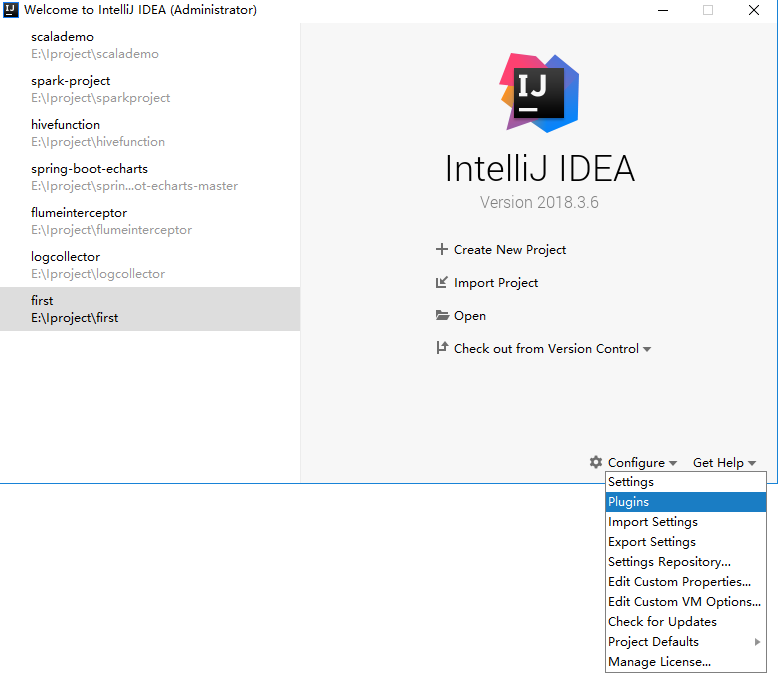 Welcome to IntelliJ IDEA (Administrator)
scalademo
E:\Iproject\scalademo
spark-project
E:\Iproject\sparkproject
hivefunction
E:\Iproject\hivefunction
spring-boot-echarts
E:\Iproject\sprin...ot-echarts-master
flumeinterceptor
E:\Iproject\flumeinterceptor
logcollector
E:\Iproject\logcollector
first
E:\Iproject\first
IJ
IntelliJ IDEA
Version 2018.3.6
Create New Project
Import Project
Open
Check out from Version Control
Configure
Get Help
Settings
Plugins
Import Settings
Export Settings
Settings Repository...
Edit Custom Properties...
Edit Custom VM Options...
Check for Updates
Project Defaults
Manage License...